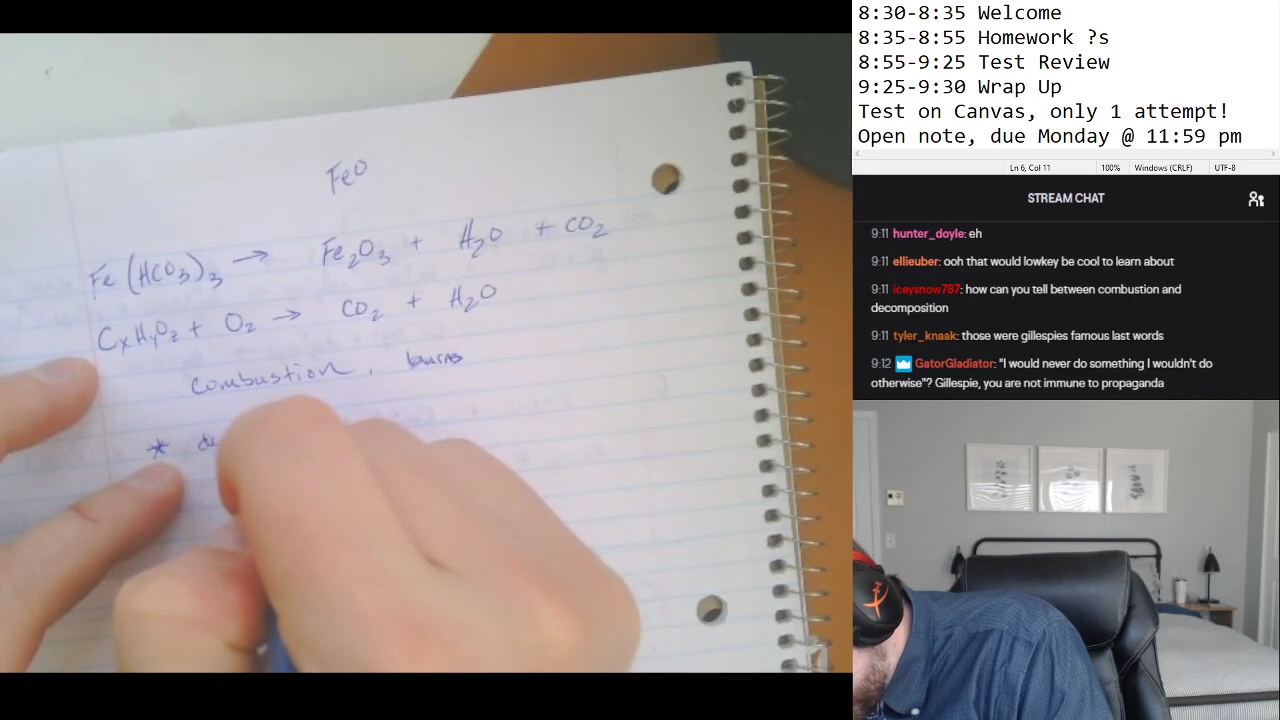 FeO
Fe(HCO3)3 → Fe2O3 + H2O + CO2
CxHyOz + O2 → CO2 + H2O
combustion, burns
* de
8:30-8:35 Welcome
8:35-8:55 Homework ?s
8:55-9:25 Test Review
9:25-9:30 Wrap Up
Test on Canvas, only 1 attempt!
Open note, due Monday @ 11:59 pm
Ln 6, Col 11 100% Windows (CRLF) UTF-8
STREAM CHAT
9:11 hunter_doyle: eh
9:11 ellieuber: ooh that would lowkey be cool to learn about
9:11 iceysnow787: how can you tell between combustion and
decomposition
9:11 tyler_knaak: those were gillespies famous last words
9:12 GatorGladiator: "I would never do something I wouldn't do
otherwise"? Gillespie, you are not immune to propaganda